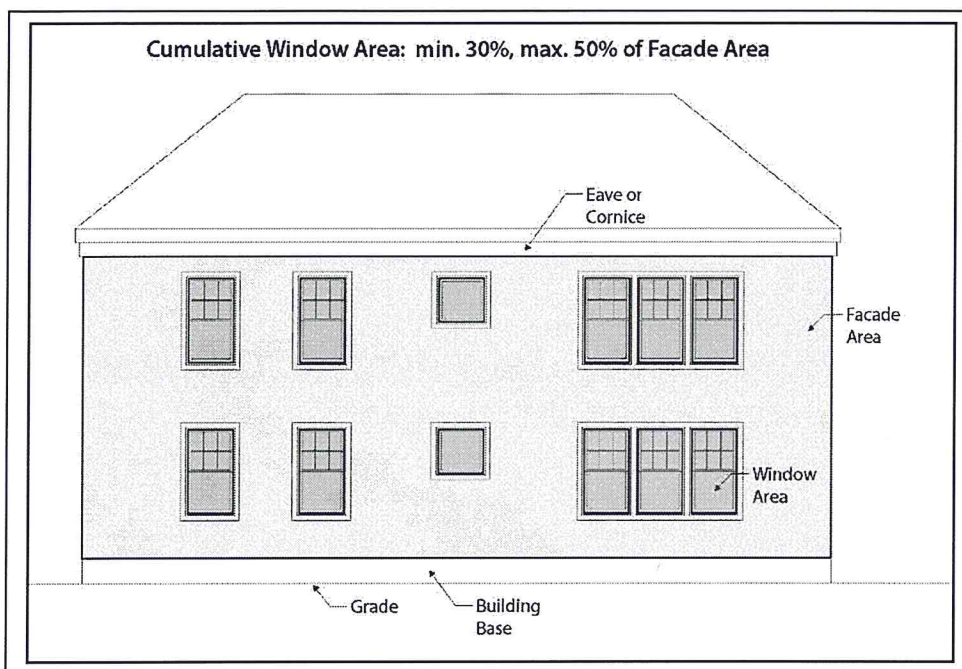 Cumulative Window Area: min. 30%, max. 50% of Facade Area
Eave or
Cornice
Facade
Area
Window
Area
Grade
Building
Base